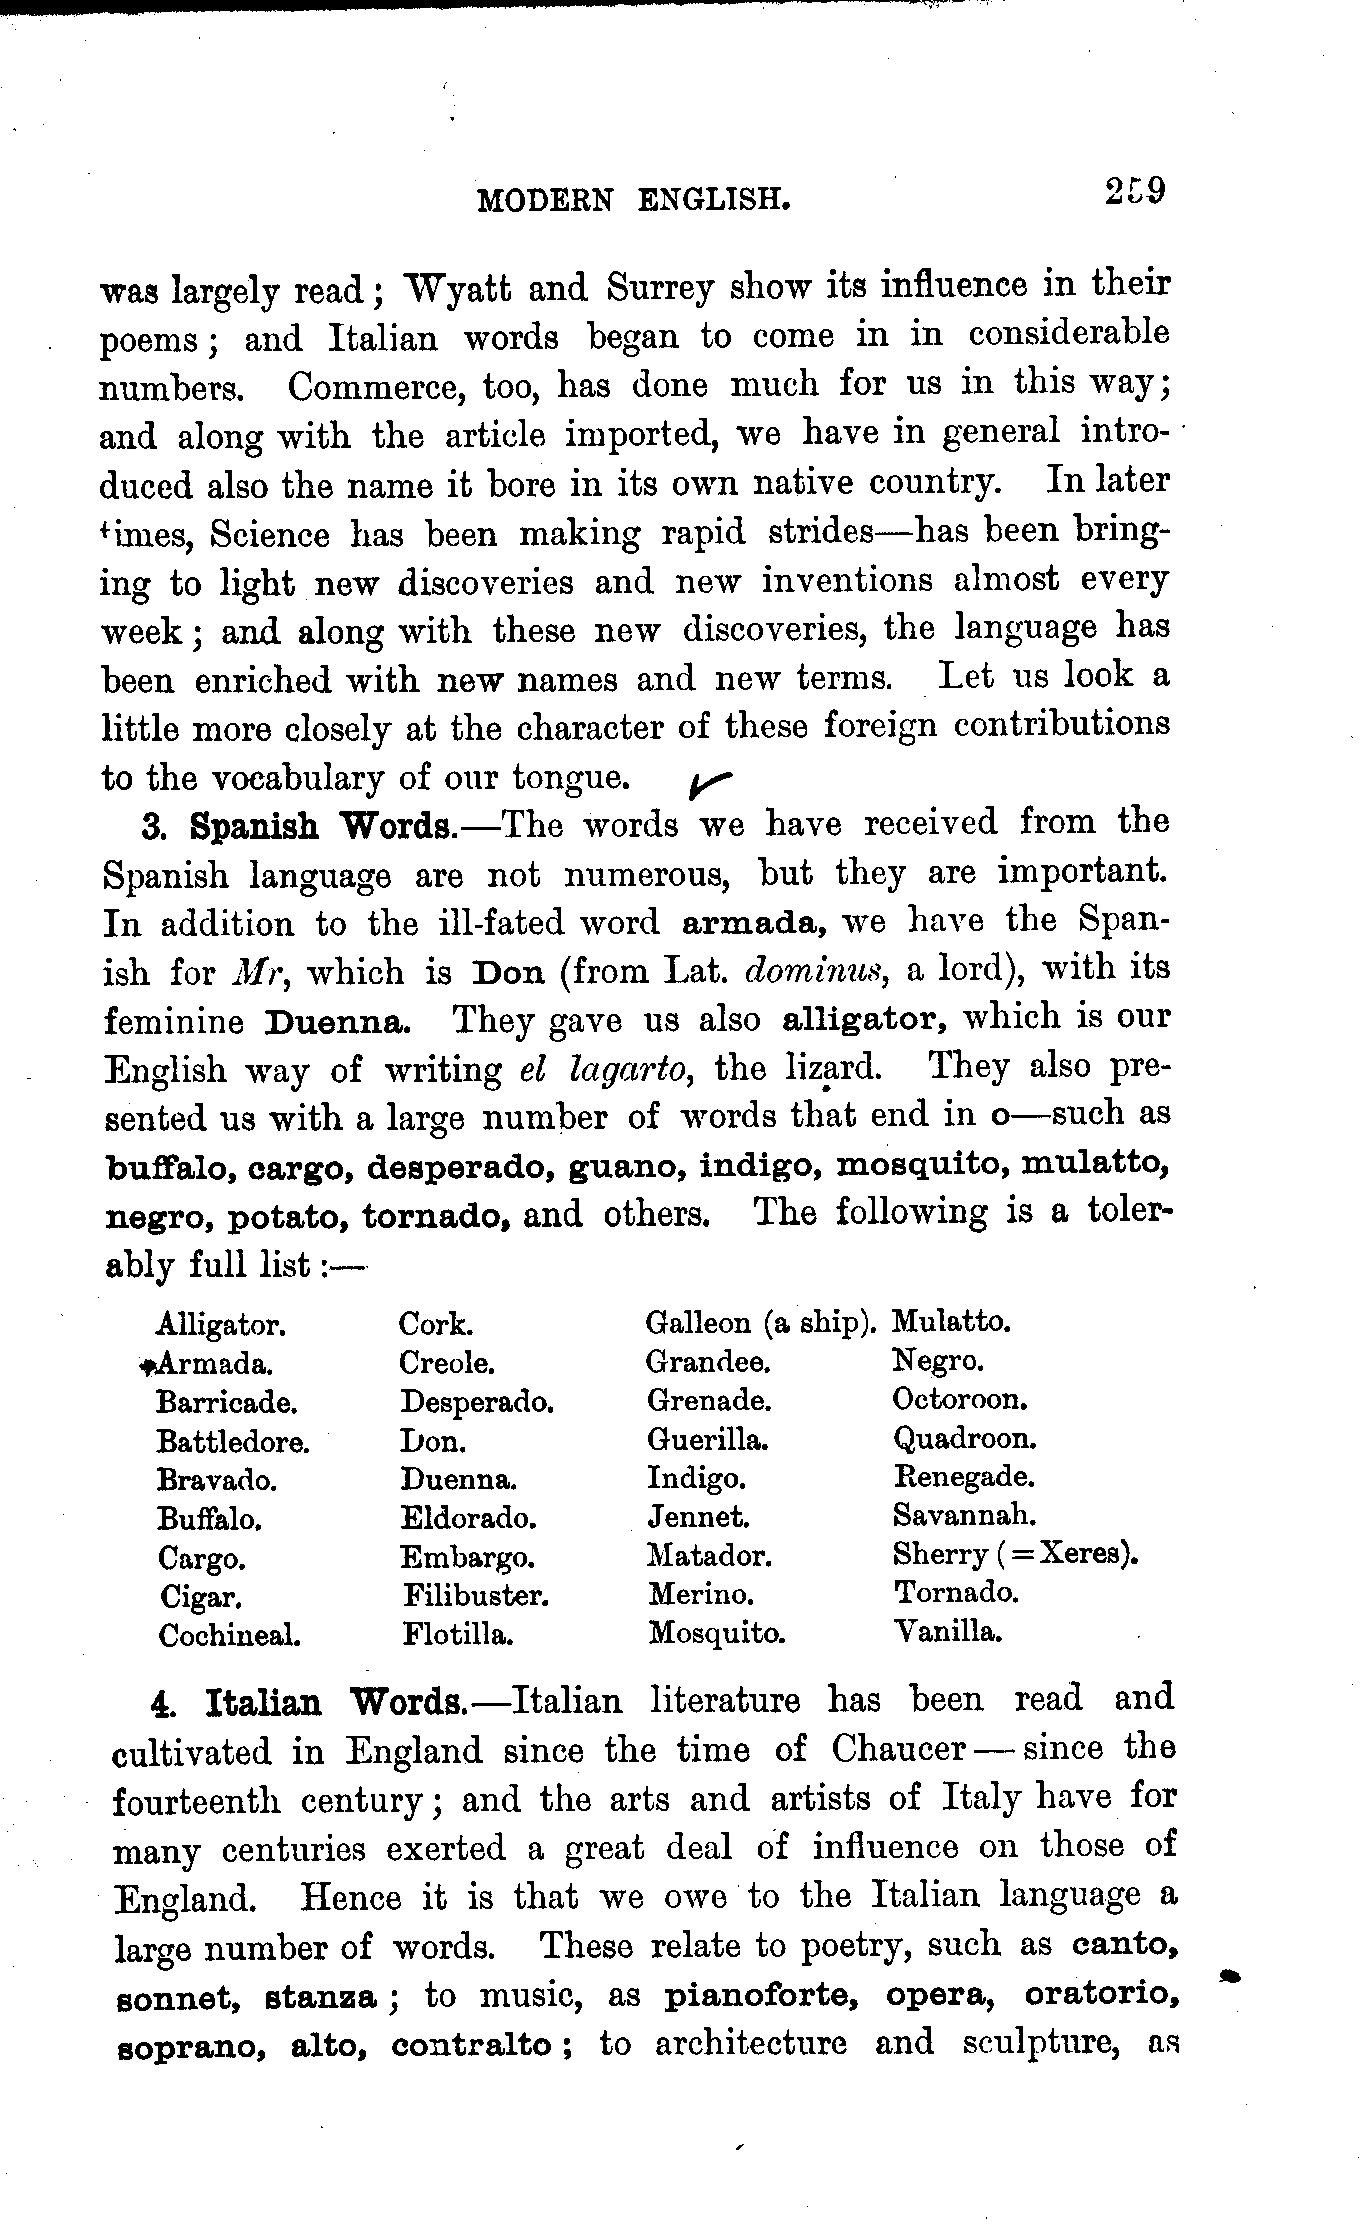 MODERN ENGLISH. 259
was largely read; Wyatt and Surrey show its influence in their
poems; and Italian words began to come in in considerable
numbers. Commerce, too, has done much for us in this way;
and along with the article imported, we have in general intro-
duced also the name it bore in its own native country. In later
times, Science has been making rapid strides—has been bring-
ing to light new discoveries and new inventions almost every
week; and along with these new discoveries, the language has
been enriched with new names and new terms. Let us look a
little more closely at the character of these foreign contributions
to the vocabulary of our tongue.
3. Spanish Words.—The words we have received from the
Spanish language are not numerous, but they are important.
In addition to the ill-fated word armada, we have the Span-
ish for Mr, which is Don (from Lat. dominus, a lord), with its
feminine Duenna. They gave us also alligator, which is our
English way of writing el lagarto, the lizard. They also pre-
sented us with a large number of words that end in o—such as
buffalo, cargo, desperado, guano, indigo, mosquito, mulatto,
negro, potato, tornado, and others. The following is a toler-
ably full list:—
Alligator. Cork. Galleon (a ship). Mulatto.
Armada. Creole. Grandee. Negro.
Barricade. Desperado. Grenade. Octoroon.
Battledore. Don. Guerilla. Quadroon.
Bravado. Duenna. Indigo. Renegade.
Buffalo. Eldorado. Jennet. Savannah.
Cargo. Embargo. Matador. Sherry (=Xeres).
Cigar. Filibuster. Merino. Tornado.
Cochineal. Flotilla. Mosquito. Vanilla.
4. Italian Words.—Italian literature has been read and
cultivated in England since the time of Chaucer—since the
fourteenth century; and the arts and artists of Italy have for
many centuries exerted a great deal of influence on those of
England. Hence it is that we owe to the Italian language a
large number of words. These relate to poetry, such as canto,
sonnet, stanza; to music, as pianoforte, opera, oratorio,
soprano, alto, contralto; to architecture and sculpture, as